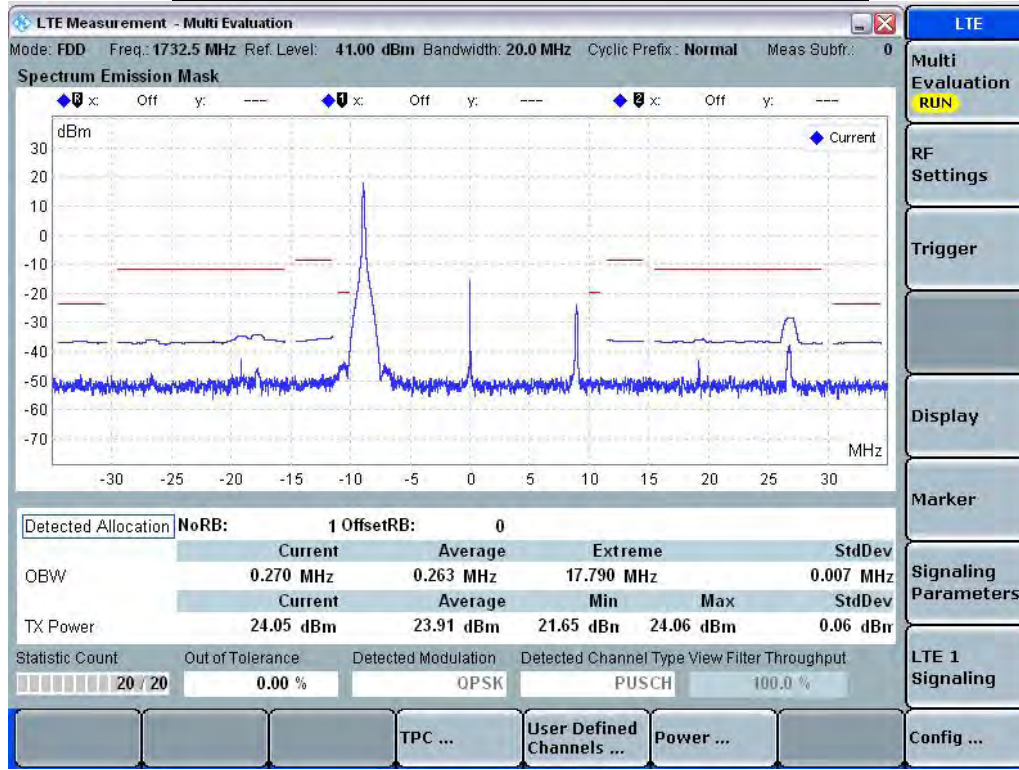 LTE Measurement - Multi Evaluation
LTE
Mode: FDD Freq.: 1732.5 MHz Ref. Level: 41.00 dBm Bandwidth: 20.0 MHz Cyclic Prefix: Normal Meas Subfr.: 0
Spectrum Emission Mask
R x: Off y: --- 1 x: Off y: --- 2 x: Off y: ---
dBm
Current
30
20
10
0
-10
-20
-30
-40
-50
-60
-70
MHz
-30 -25 -20 -15 -10 -5 0 5 10 15 20 25 30
Detected Allocation NoRB: 1 OffsetRB: 0
Current Average Extreme StdDev
OBW 0.270 MHz 0.263 MHz 17.790 MHz 0.007 MHz
Current Average Min Max StdDev
TX Power 24.05 dBm 23.91 dBm 21.65 dBm 24.06 dBm 0.06 dBm
Statistic Count Out of Tolerance Detected Modulation Detected Channel Type View Filter Throughput
20 / 20 0.00 % QPSK PUSCH 100.0 %
Multi
Evaluation
RUN
RF
Settings
Trigger
Display
Marker
Signaling
Parameters
LTE 1
Signaling
TPC ...
User Defined
Channels ...
Power ...
Config ...